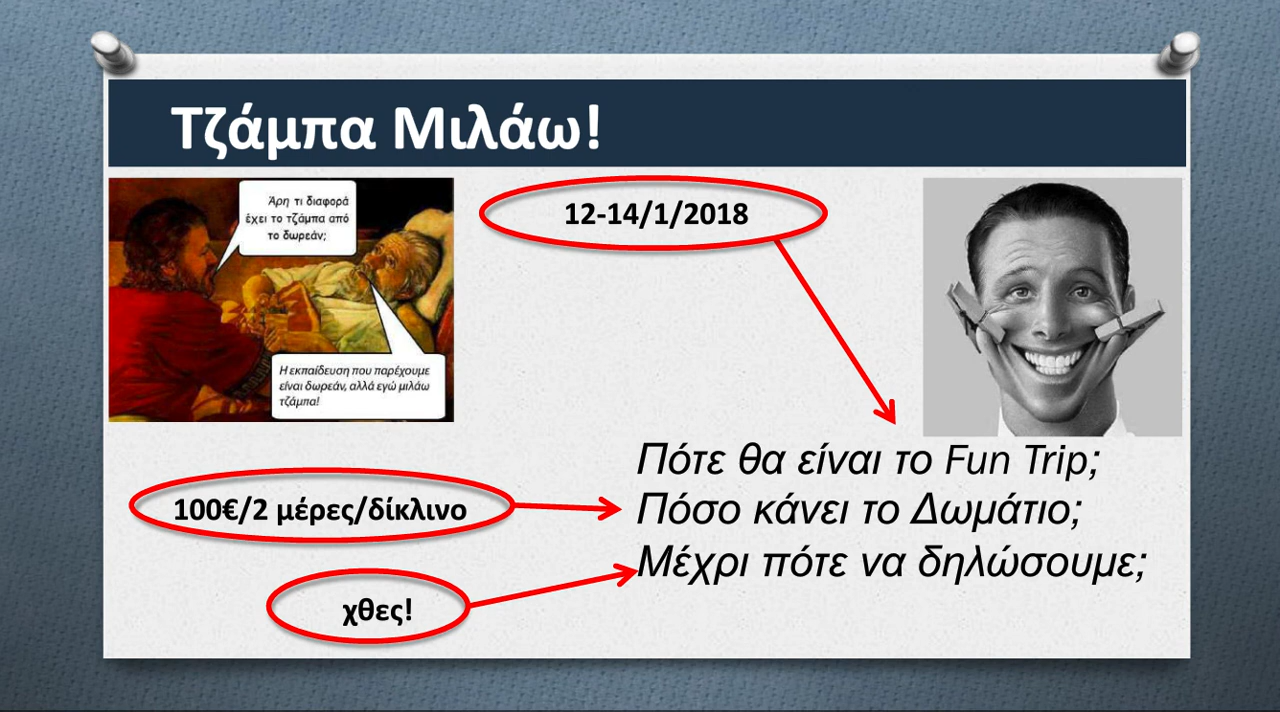 Τζάμπα Μιλάω!
Άρη τι διαφορά
έχει το τζάμπα από
το δωρεάν;
Η εκπαίδευση που παρέχουμε
είναι δωρεάν, αλλά εγώ μιλάω
τζάμπα!
12-14/1/2018
Πότε θα είναι το Fun Trip;
100€/2 μέρες/δίκλινο
Πόσο κάνει το Δωμάτιο;
Μέχρι πότε να δηλώσουμε;
χθες!